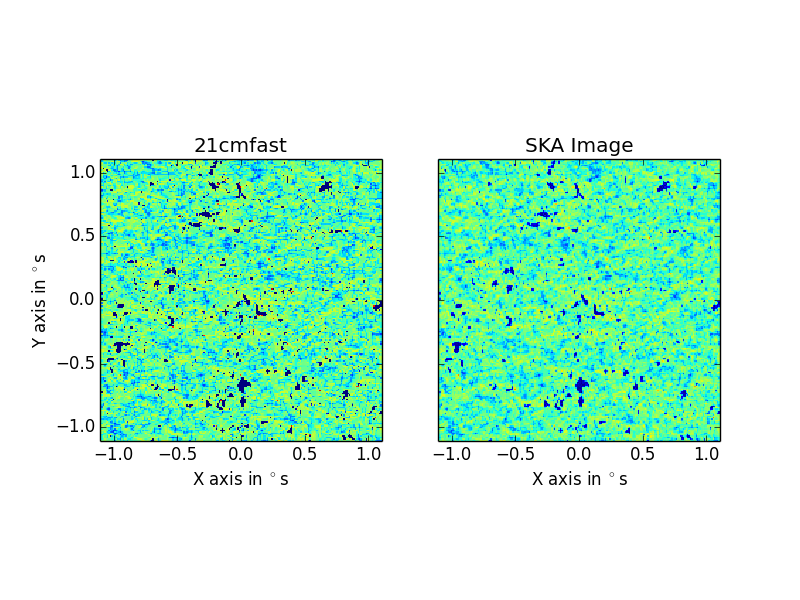 21cmfast
SKA Image
1.0
0.5
0.0
−0.5
−1.0
Y axis in °s
−1.0 −0.5 0.0 0.5 1.0
−1.0 −0.5 0.0 0.5 1.0
X axis in °s
X axis in °s